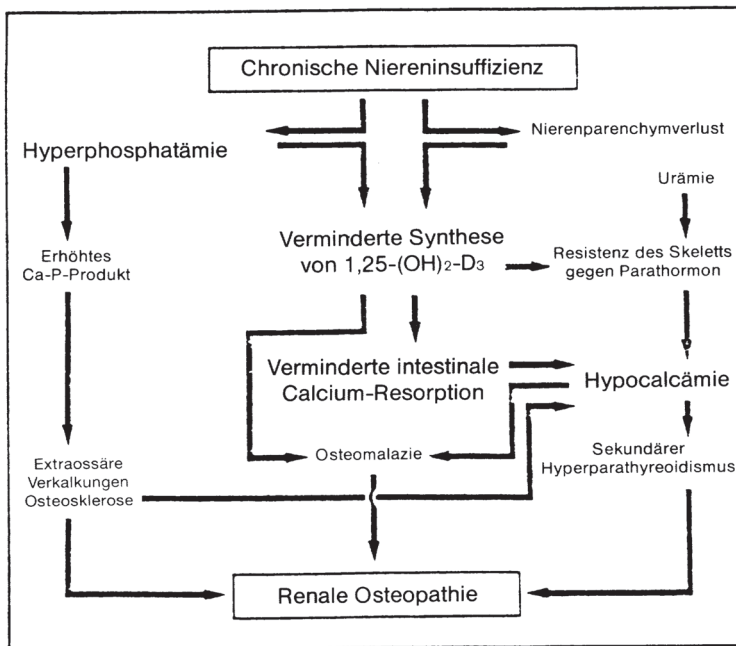 Chronische Niereninsuffizienz
Hyperphosphatämie
Nierenparenchymverlust
Urämie
Erhöhtes
Ca-P-Produkt
Verminderte Synthese
von 1,25-(OH)₂-D₃
Resistenz des Skeletts
gegen Parathormon
Verminderte intestinale
Calcium-Resorption
Hypocalcämie
Extraossäre
Verkalkungen
Osteosklerose
Osteomalazie
Sekundärer
Hyperparathyreoidismus
Renale Osteopathie